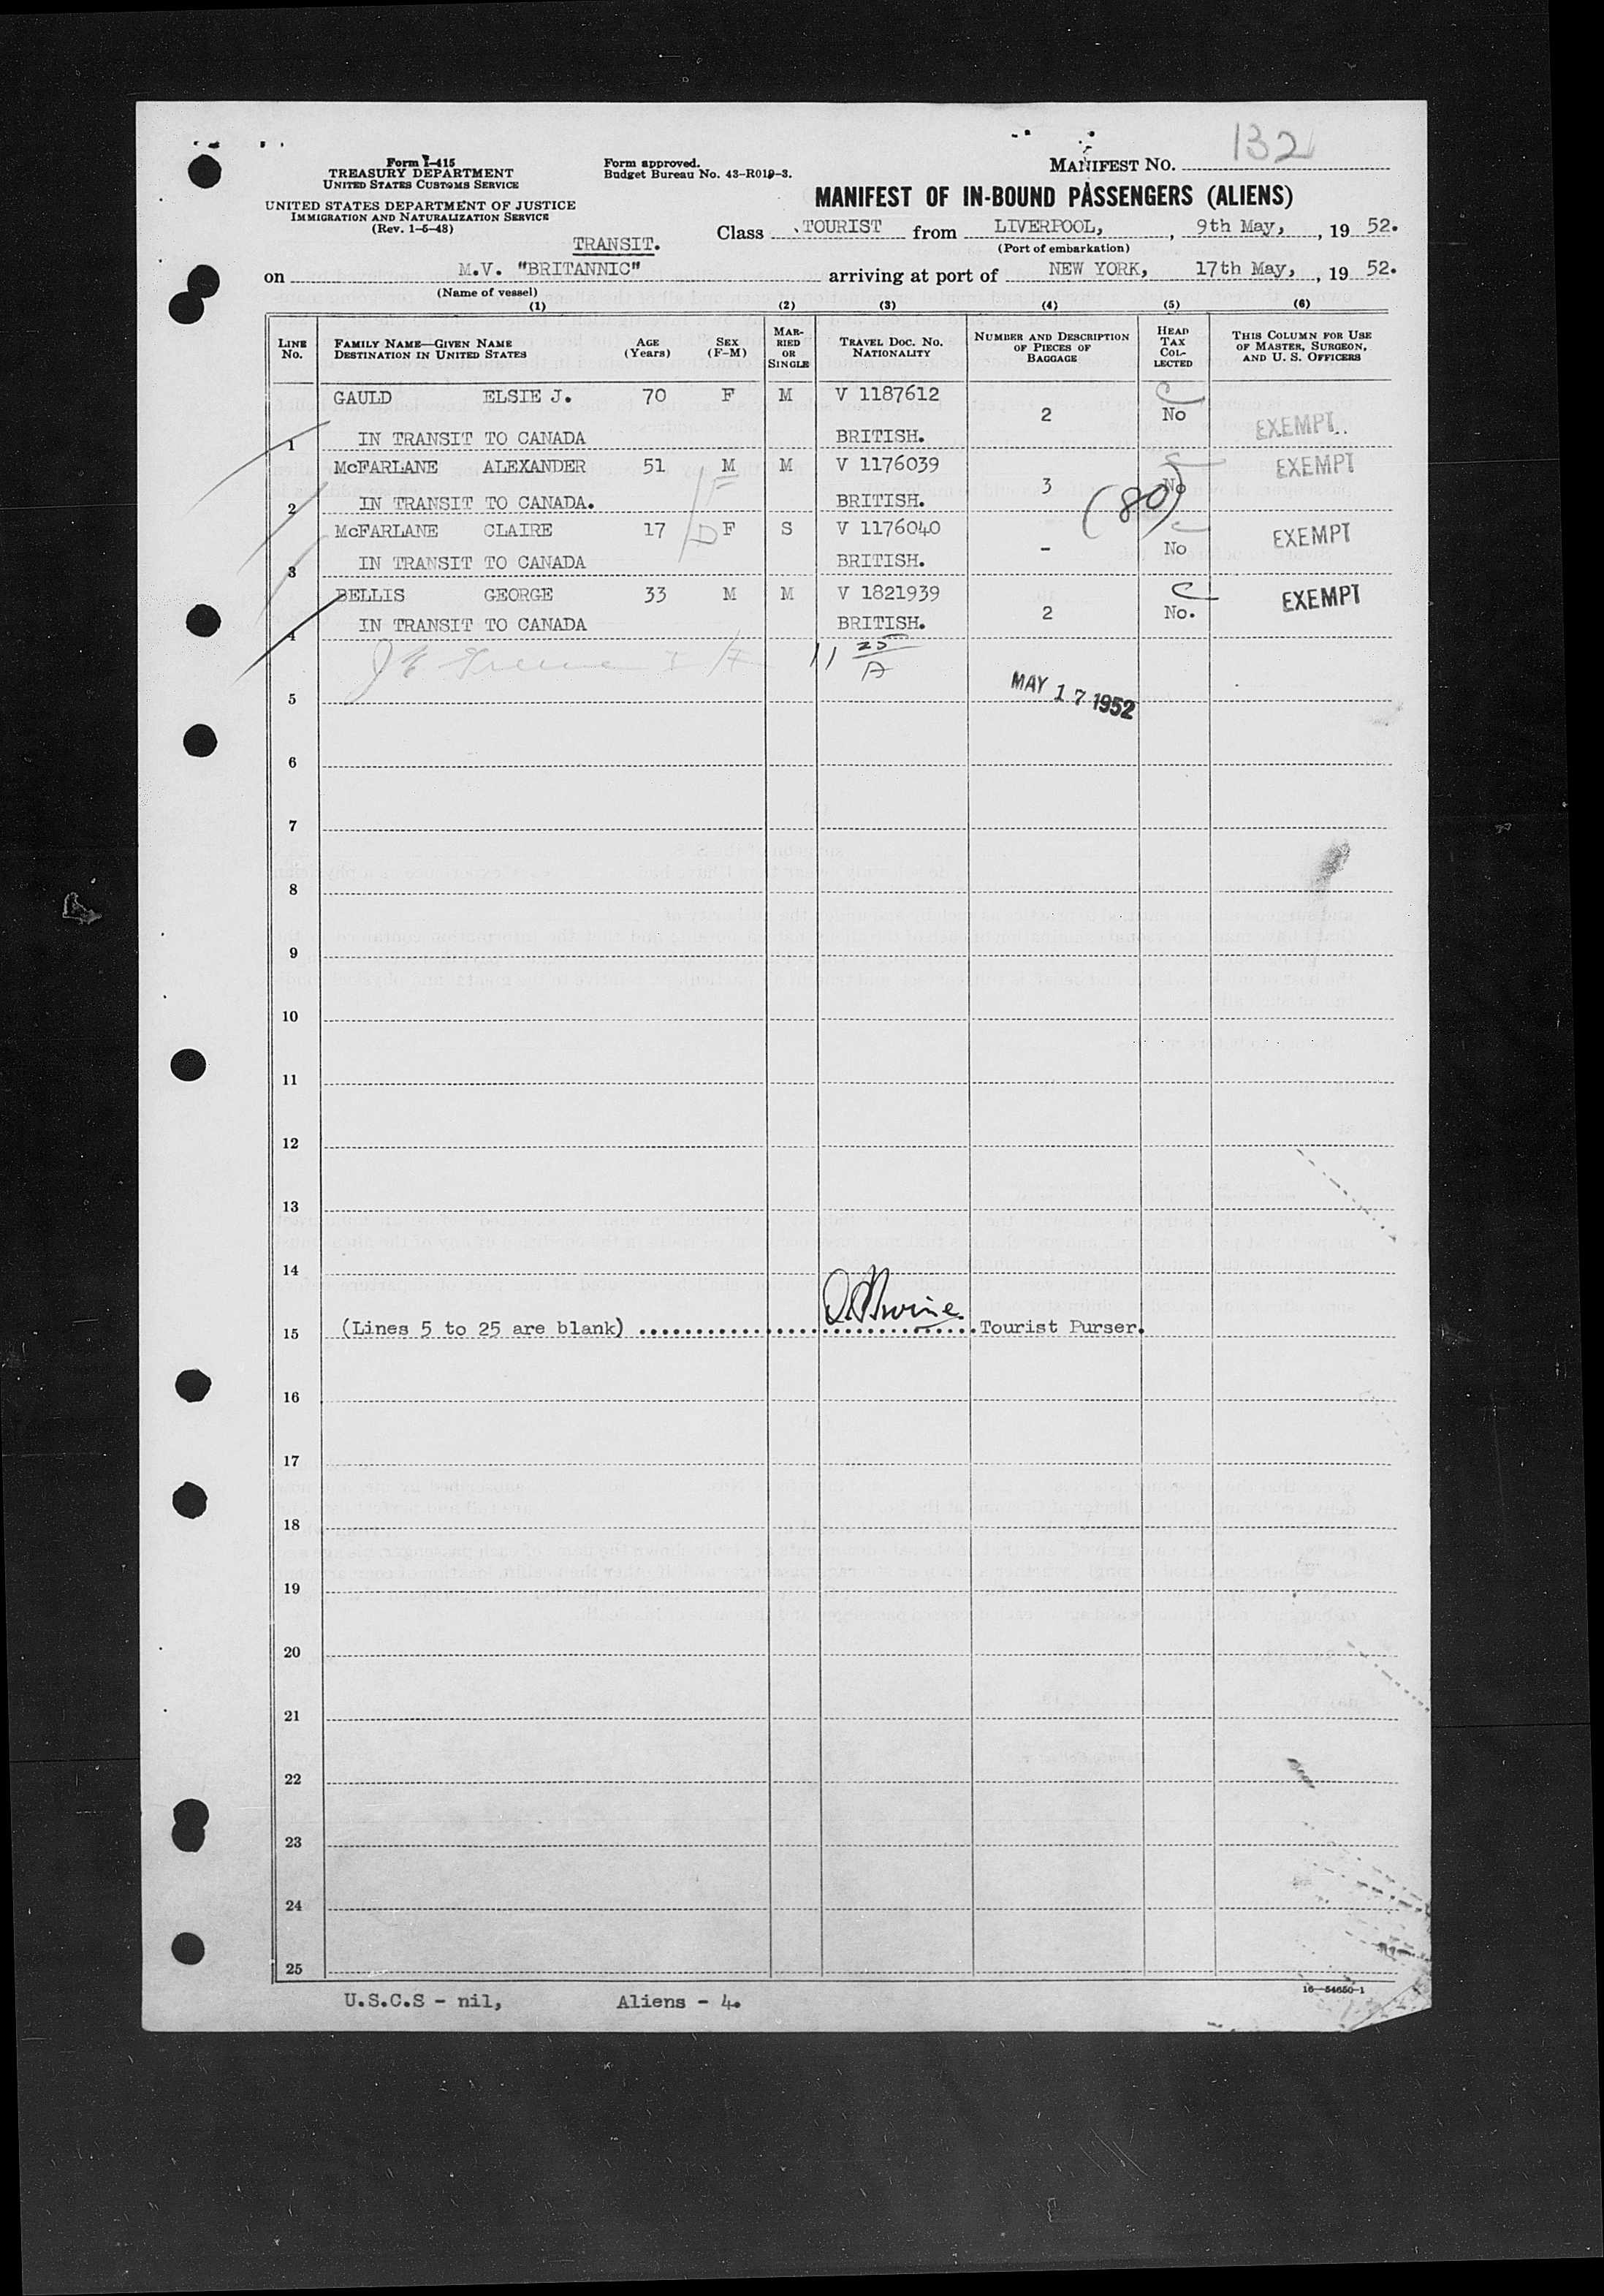 132
Form I-415
TREASURY DEPARTMENT
UNITED STATES CUSTOMS SERVICE
UNITED STATES DEPARTMENT OF JUSTICE
IMMIGRATION AND NATURALIZATION SERVICE
(Rev. 1-5-48)
Form approved.
Budget Bureau No. 43-R019-3.
MANIFEST NO.
MANIFEST OF IN-BOUND PASSENGERS (ALIENS)
Class TOURIST from LIVERPOOL, , 9th May, , 19 52.
(Port of embarkation)
TRANSIT.
on M.V. "BRITANNIC" arriving at port of NEW YORK, 17th May, , 19 52.
(Name of vessel)
(1) (2) (3) (4) (5) (6)
LINE No. FAMILY NAME—GIVEN NAME DESTINATION IN UNITED STATES AGE (Years) SEX (F-M) MARRIED OR SINGLE TRAVEL DOC. NO. NATIONALITY NUMBER AND DESCRIPTION OF PIECES OF BAGGAGE HEAD TAX COLLECTED THIS COLUMN FOR USE OF MASTER, SURGEON, AND U. S. OFFICERS
GAULD ELSIE J. 70 F M V 1187612 2 No EXEMPT
1 IN TRANSIT TO CANADA BRITISH.
McFARLANE ALEXANDER 51 M M V 1176039 3 No EXEMPT
F (80)
2 IN TRANSIT TO CANADA. BRITISH.
McFARLANE CLAIRE 17 D F S V 1176040 - No EXEMPT
3 IN TRANSIT TO CANADA BRITISH.
BELLIS GEORGE 33 M M V 1821939 2 No. EXEMPT
4 IN TRANSIT TO CANADA BRITISH.
11 25
A
MAY 17 1952
5
6
7
8
9
10
11
12
13
14
15 (Lines 5 to 25 are blank) Tourist Purser.
16
17
18
19
20
21
22
23
24
25
U.S.C.S - nil, Aliens - 4.
16—54650-1